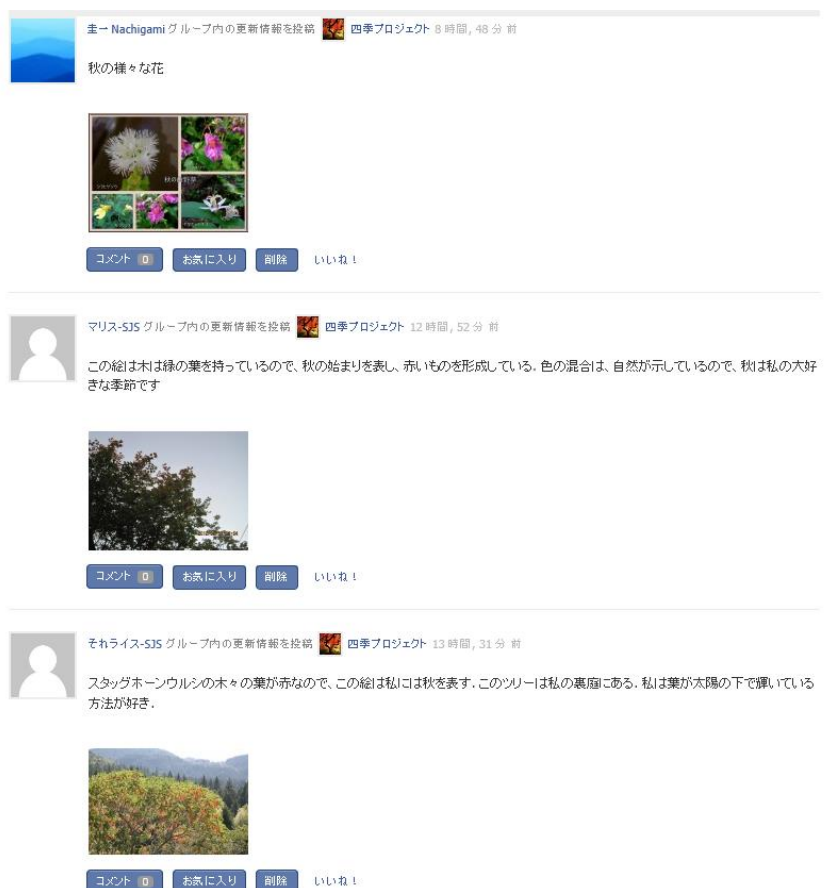 圭一 Nachigami グループ内の更新情報を投稿 四季プロジェクト 8 時間, 48 分 前
秋の様々な花
コメント 0 お気に入り 削除 いいね!
マリス-SJS グループ内の更新情報を投稿 四季プロジェクト 12 時間, 52 分 前
この絵は木は緑の葉を持っているので、秋の始まりを表し、赤いものを形成している. 色の混合は、自然が示しているので、秋は私の大好
きな季節です
コメント 0 お気に入り 削除 いいね!
それライス-SJS グループ内の更新情報を投稿 四季プロジェクト 13 時間, 31 分 前
スタッグホーンウルシの木々の葉が赤なので、この絵は私には秋を表す. このツリーは私の裏庭にある. 私は葉が太陽の下で輝いている
方法が好き.
コメント 0 お気に入り 削除 いいね!